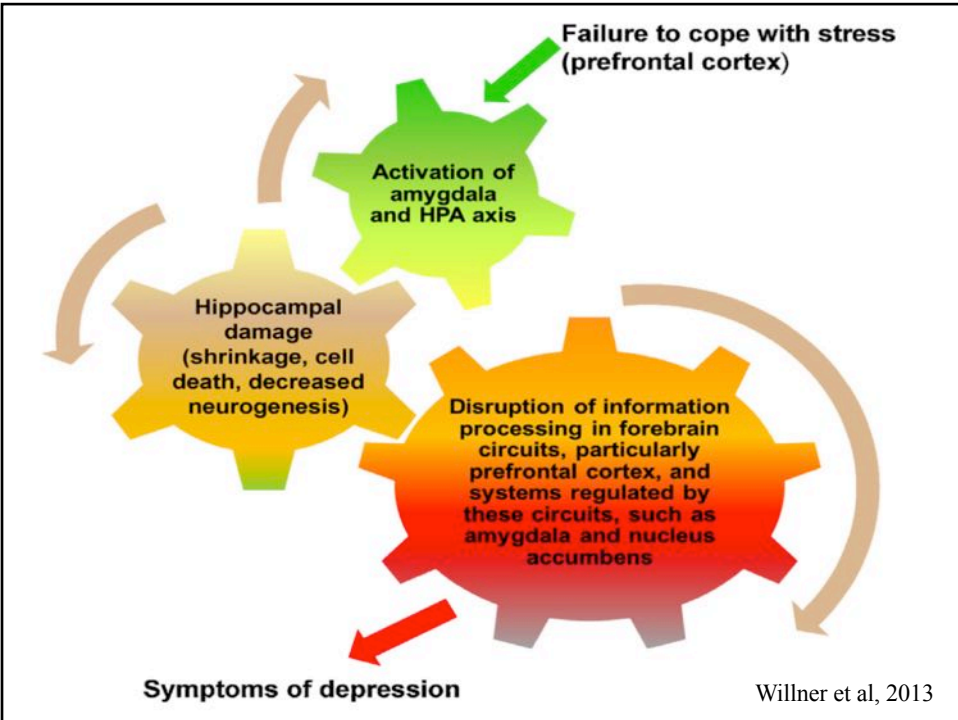 Failure to cope with stress
(prefrontal cortex)
Activation of
amygdala
and HPA axis
Hippocampal
damage
(shrinkage, cell
death, decreased
neurogenesis)
Disruption of information
processing in forebrain
circuits, particularly
prefrontal cortex, and
systems regulated by
these circuits, such as
amygdala and nucleus
accumbens
Symptoms of depression
Willner et al, 2013